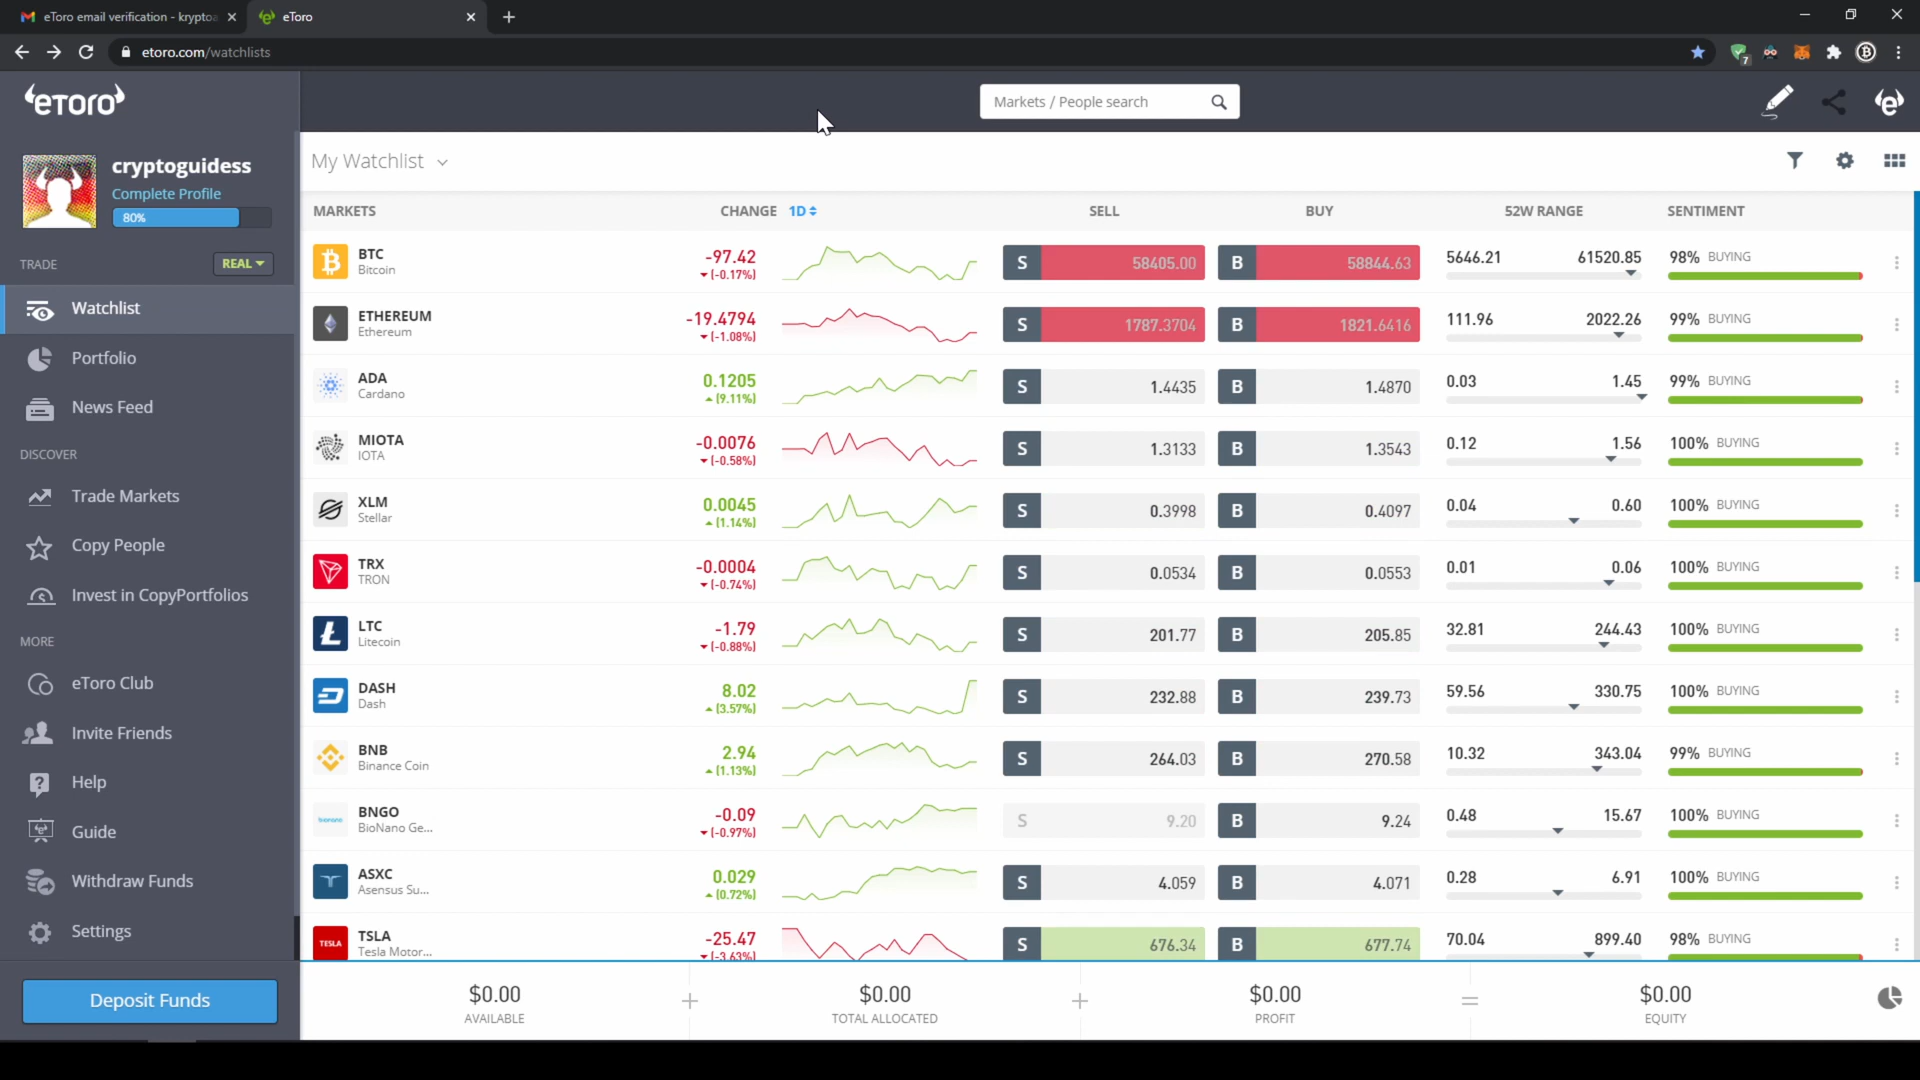 eToro email verification - krypto
eToro
etoro.com/watchlists
7
eToro
Markets / People search
cryptoguidess
Complete Profile
80%
TRADE
REAL
Watchlist
Portfolio
News Feed
DISCOVER
Trade Markets
Copy People
Invest in CopyPortfolios
MORE
eToro Club
Invite Friends
Help
Guide
Withdraw Funds
Settings
Deposit Funds
My Watchlist
MARKETS CHANGE 1D SELL BUY 52W RANGE SENTIMENT
BTC
Bitcoin
-97.42
(-0.17%)
S 58405.00 B 58844.63
5646.21 61520.85
98% BUYING
ETHEREUM
Ethereum
-19.4794
(-1.08%)
S 1787.3704 B 1821.6416
111.96 2022.26
99% BUYING
ADA
Cardano
0.1205
(9.11%)
S 1.4435 B 1.4870
0.03 1.45
99% BUYING
MIOTA
IOTA
-0.0076
(-0.58%)
S 1.3133 B 1.3543
0.12 1.56
100% BUYING
XLM
Stellar
0.0045
(1.14%)
S 0.3998 B 0.4097
0.04 0.60
100% BUYING
TRX
TRON
-0.0004
(-0.74%)
S 0.0534 B 0.0553
0.01 0.06
100% BUYING
LTC
Litecoin
-1.79
(-0.88%)
S 201.77 B 205.85
32.81 244.43
100% BUYING
DASH
Dash
8.02
(3.57%)
S 232.88 B 239.73
59.56 330.75
100% BUYING
BNB
Binance Coin
2.94
(1.13%)
S 264.03 B 270.58
10.32 343.04
99% BUYING
bionano
BNGO
BioNano Ge...
-0.09
(-0.97%)
S 9.20 B 9.24
0.48 15.67
100% BUYING
ASXC
Asensus Su...
0.029
(0.72%)
S 4.059 B 4.071
0.28 6.91
100% BUYING
TESLA
TSLA
Tesla Motor...
-25.47
(-3.63%)
S 676.34 B 677.74
70.04 899.40
98% BUYING
$0.00 + $0.00 + $0.00 = $0.00
AVAILABLE TOTAL ALLOCATED PROFIT EQUITY